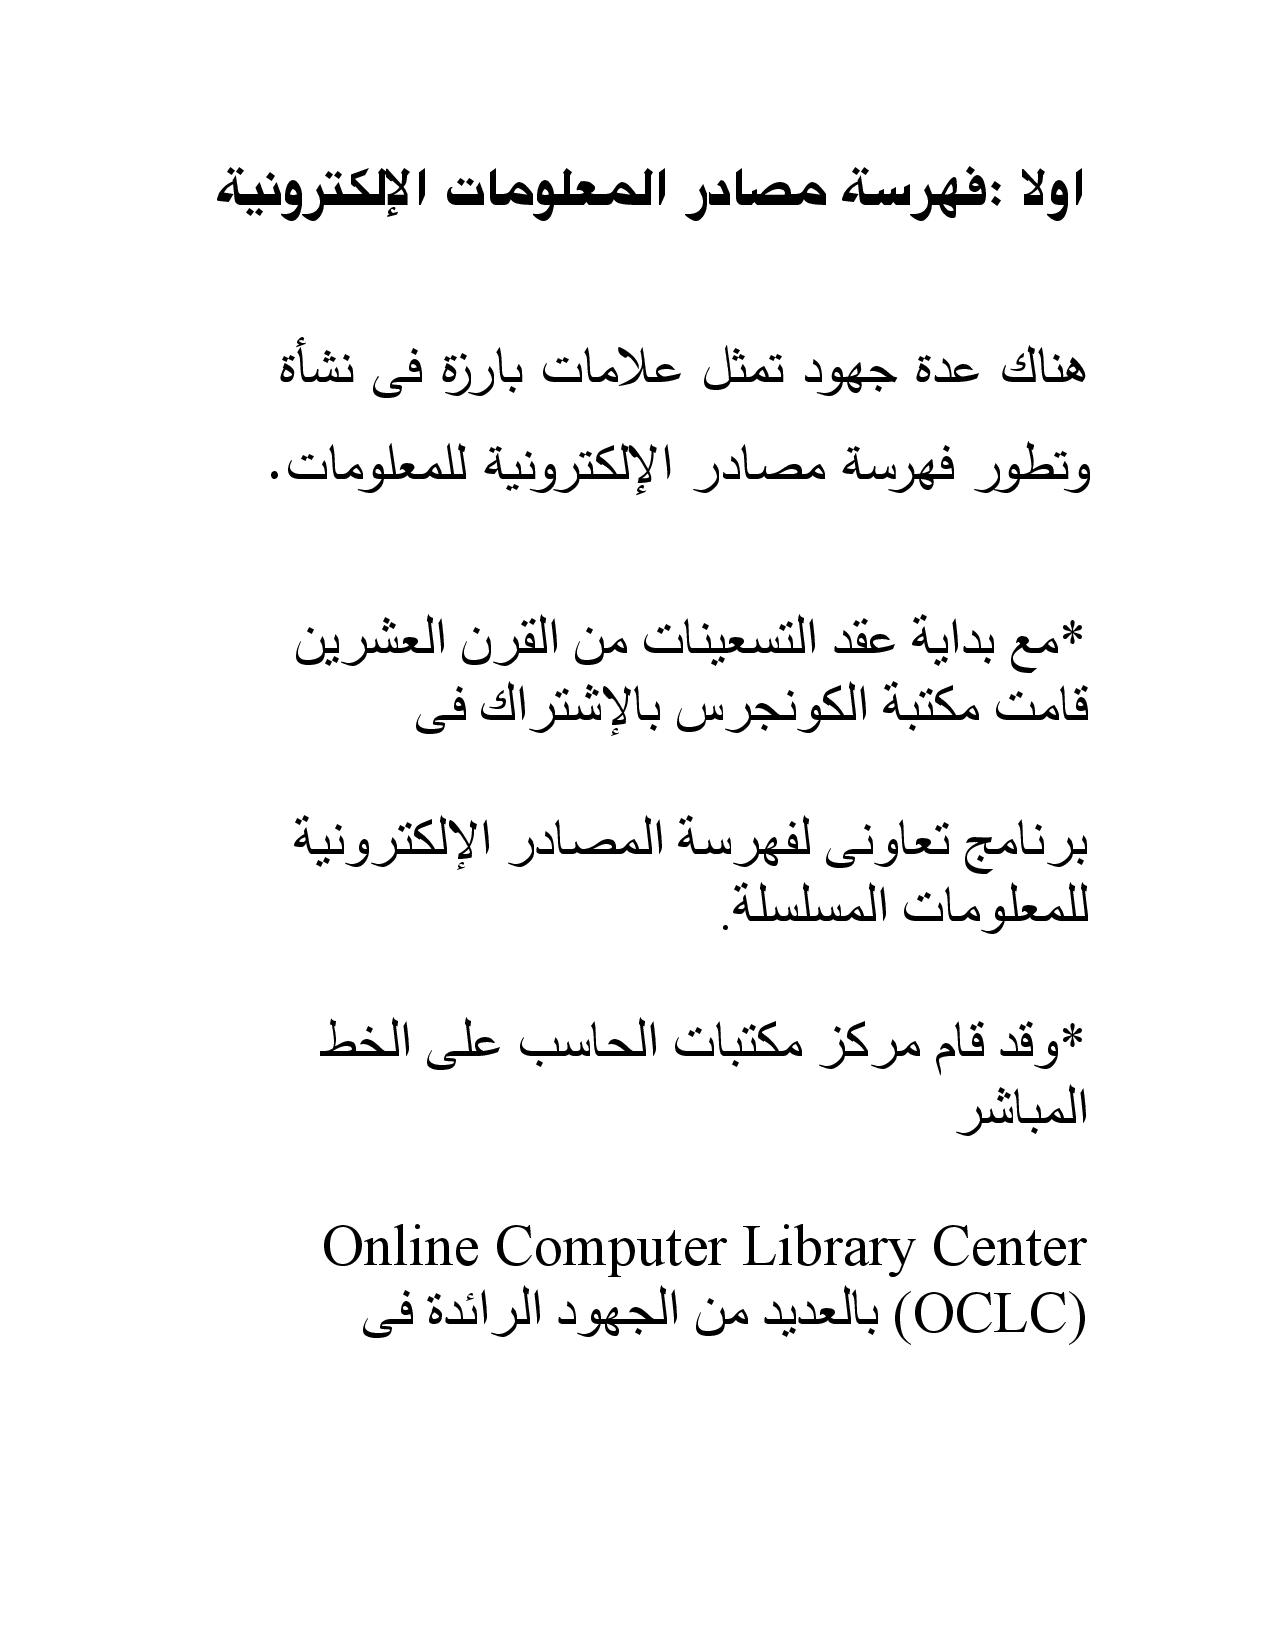 اولا :فهرسة مصادر المعلومات الإلكترونية
هناك عدة جهود تمثل علامات بارزة فى نشأة
وتطور فهرسة مصادر الإلكترونية للمعلومات.
*مع بداية عقد التسعينات من القرن العشرين
قامت مكتبة الكونجرس بالإشتراك فى
برنامج تعاونى لفهرسة المصادر الإلكترونية
للمعلومات المسلسلة.
*وقد قام مركز مكتبات الحاسب على الخط
المباشر
Online Computer Library Center
(OCLC) بالعديد من الجهود الرائدة فى